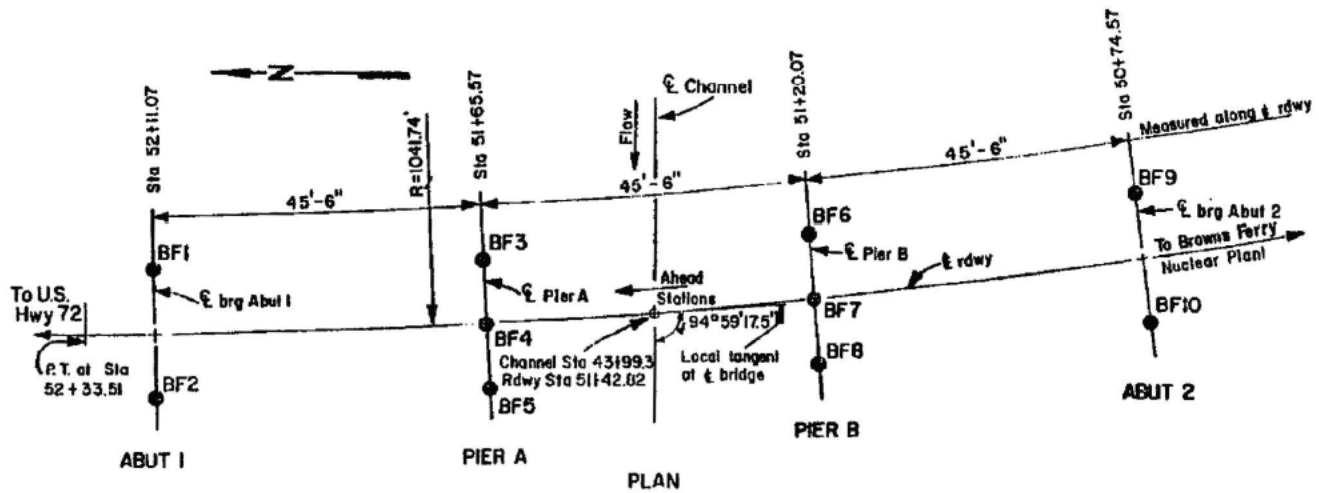 N
Sta 52+11.07
R=1041.74'
Sta 51+65.57
Flow
℄ Channel
Sta 51+20.07
Sta 50+74.57
Measured along ℄ rdwy
45'-6"
45'-6"
45'-6"
BF1
BF3
BF6
BF9
℄ brg Abut 1
℄ Pier A
℄ Pier B
℄ brg Abut 2
To U.S.
Hwy 72
Ahead
Stations
℄ rdwy
To Browns Ferry
Nuclear Plant
BF4
94°59'17.5"
BF7
BF10
P.T. at Sta
52+33.51
Channel Sta 43+99.3
Rdwy Sta 51+42.82
Local tangent
at ℄ bridge
BF2
BF5
BF8
ABUT 1
PIER A
PIER B
ABUT 2
PLAN